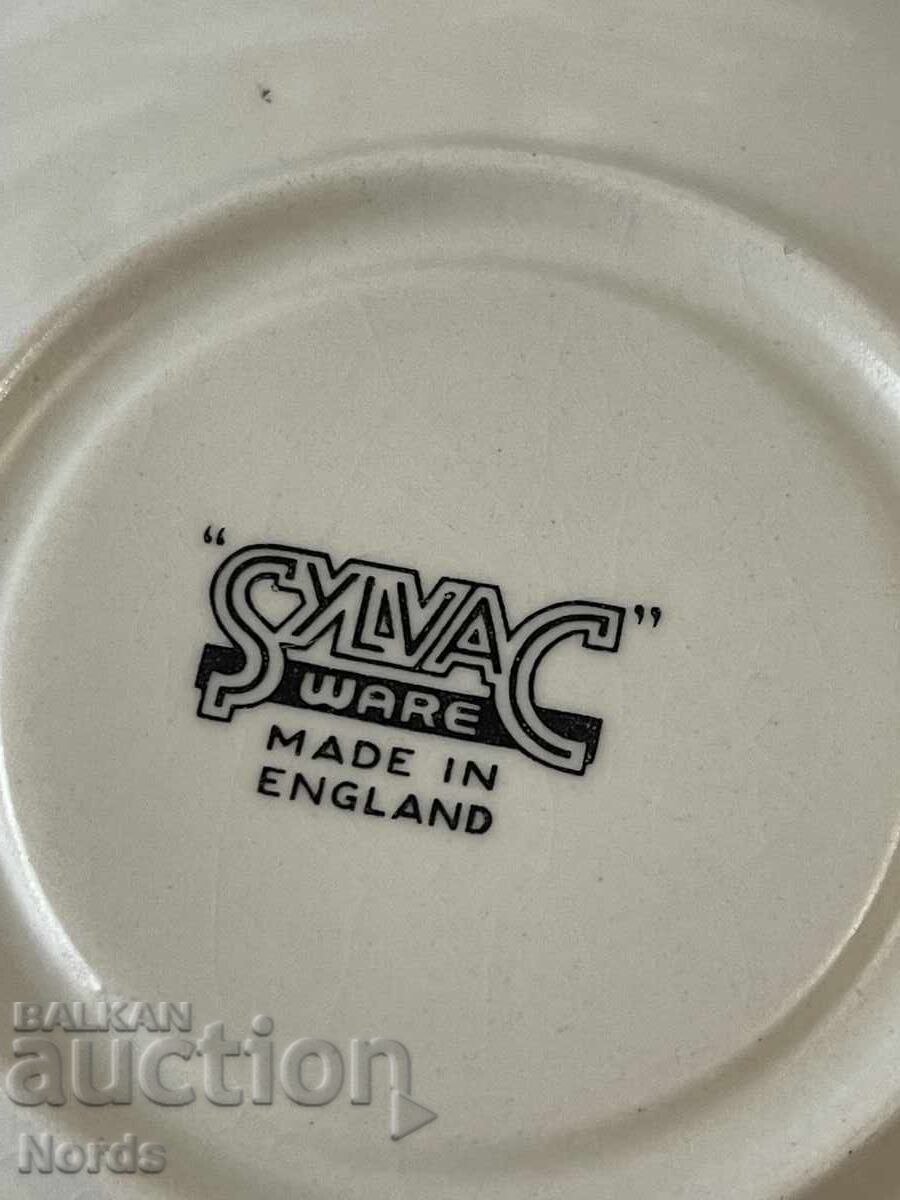 “SYLVAC”
WARE
MADE IN
ENGLAND
BALKAN
auction
Nords